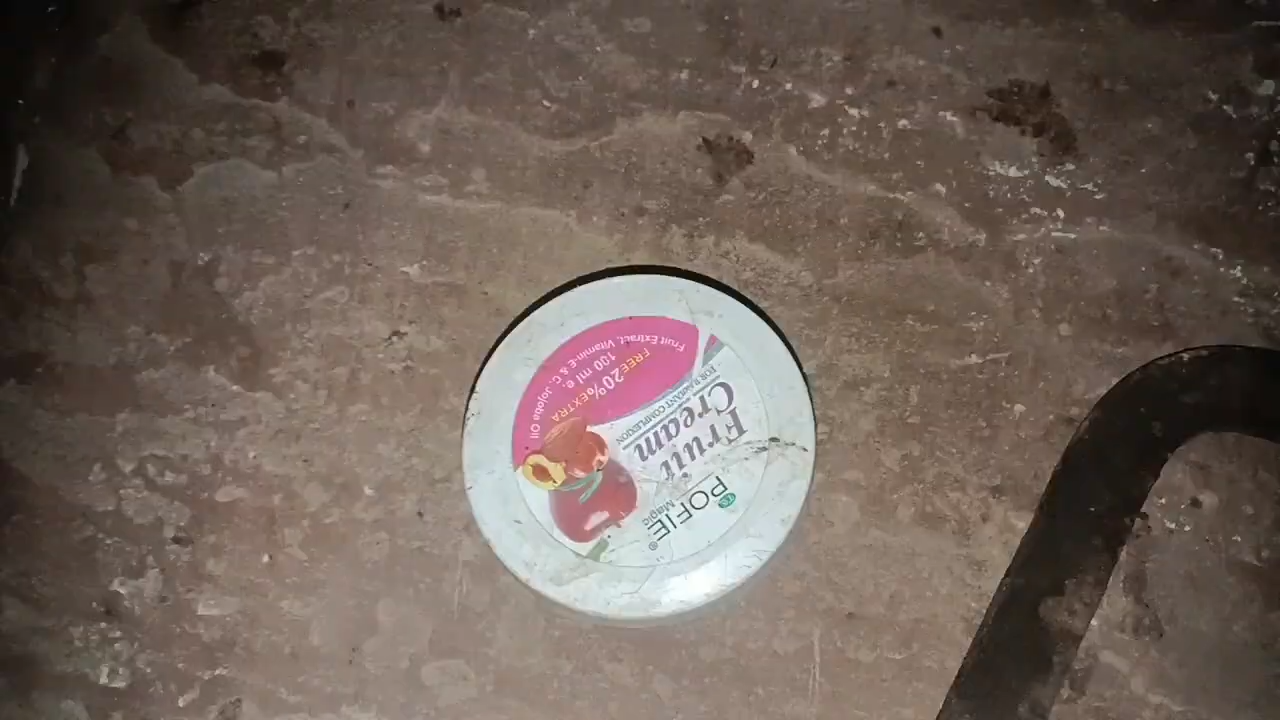 POFIE®
Magic
Fruit
Cream
FOR RADIANT COMPLEXION
FREE 20% EXTRA
100 ml e.
Fruit Extract, Vitamin-E & C, Jojoba Oil